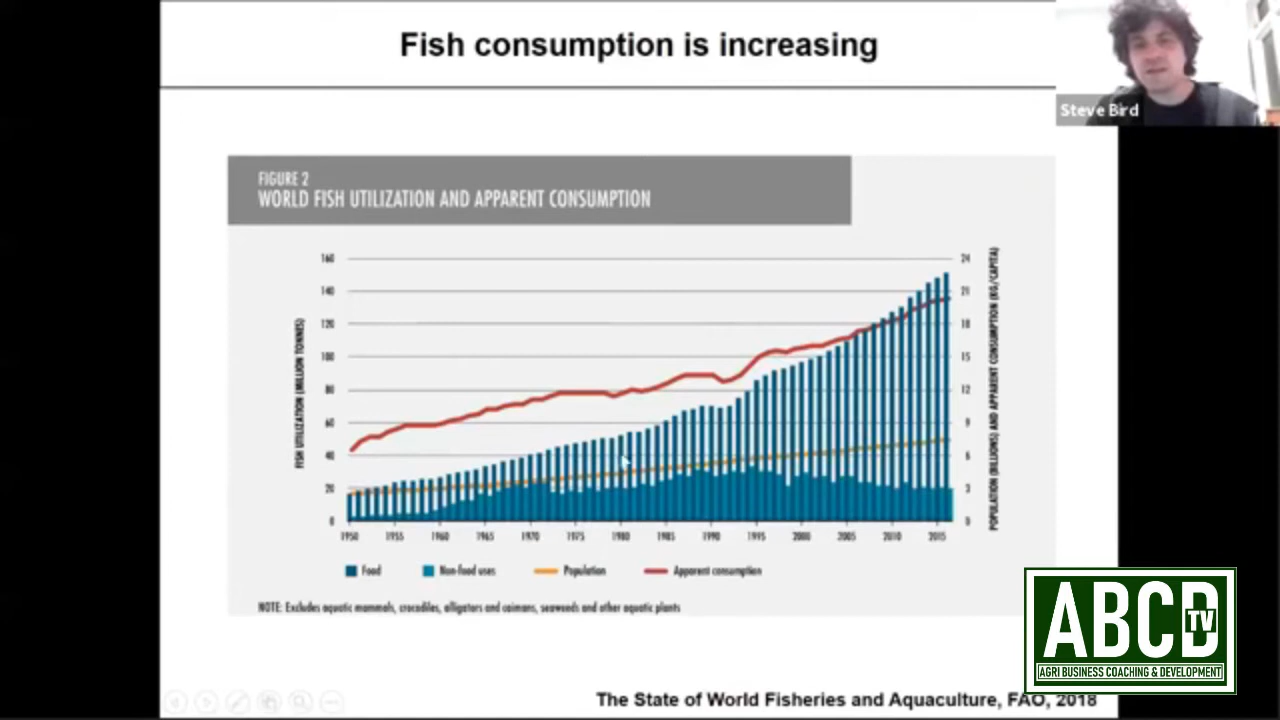 Fish consumption is increasing
Steve Bird
FIGURE 2
WORLD FISH UTILIZATION AND APPARENT CONSUMPTION
FISH UTILIZATION (MILLION TONNES)
160
140
120
100
80
60
40
20
0
24
21
18
15
12
9
6
3
0
POPULATION (BILLIONS) AND APPARENT CONSUMPTION (KG/CAPITA)
1950 1955 1960 1965 1970 1975 1980 1985 1990 1995 2000 2005 2010 2015
Food Non-food uses Population Apparent consumption
NOTE: Excludes aquatic mammals, crocodiles, alligators and caimans, seaweeds and other aquatic plants
ABCD TV
AGRI BUSINESS COACHING & DEVELOPMENT
The State of World Fisheries and Aquaculture, FAO, 2018